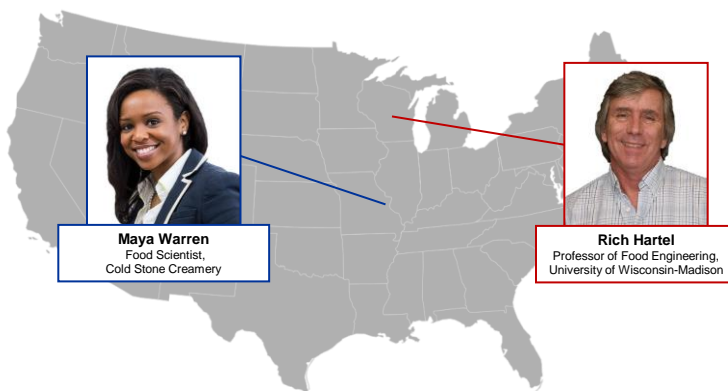 Maya Warren
Food Scientist,
Cold Stone Creamery
Rich Hartel
Professor of Food Engineering,
University of Wisconsin-Madison